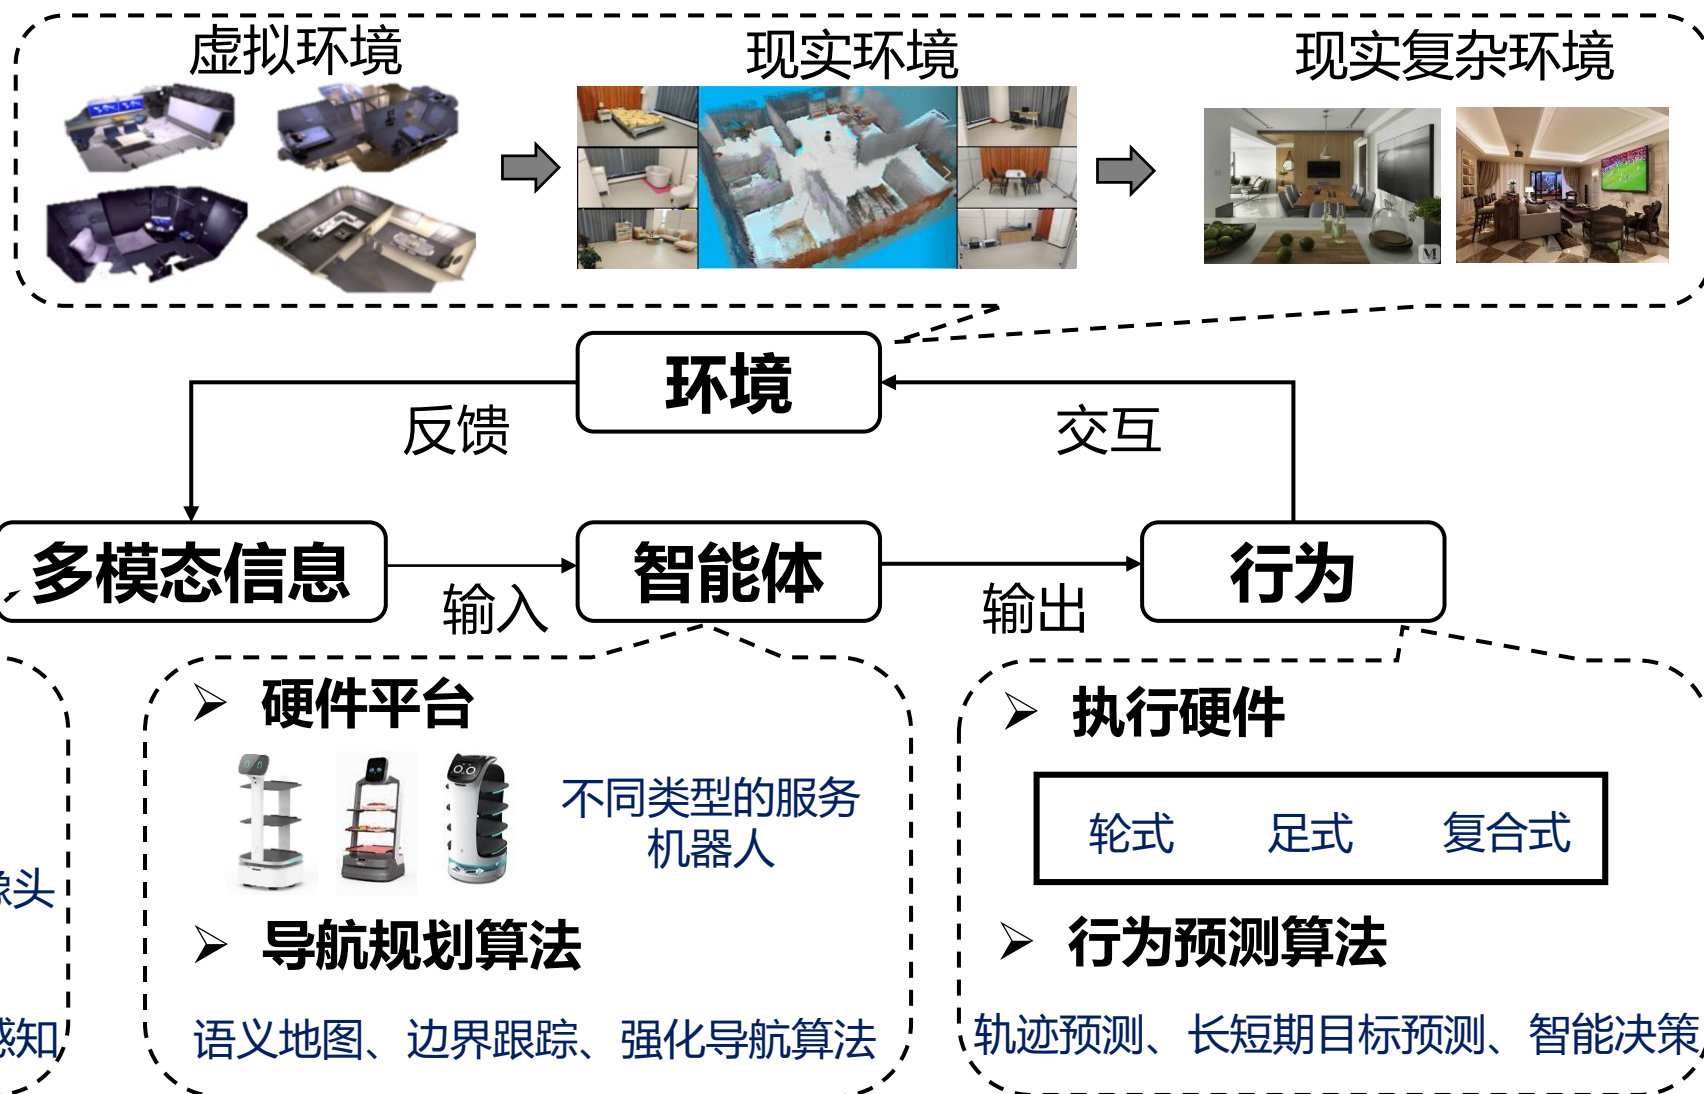 虚拟环境
现实环境
现实复杂环境
M
环境
反馈
交互
多模态信息
输入
智能体
输出
行为
像头
感知
硬件平台
不同类型的服务
机器人
导航规划算法
语义地图、边界跟踪、强化导航算法
执行硬件
轮式 足式 复合式
行为预测算法
轨迹预测、长短期目标预测、智能决策